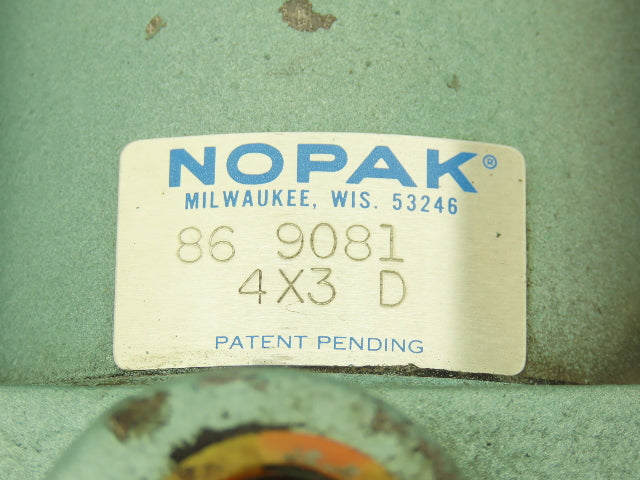 NOPAK®
MILWAUKEE, WIS. 53246
86 9081
4X3 D
PATENT PENDING